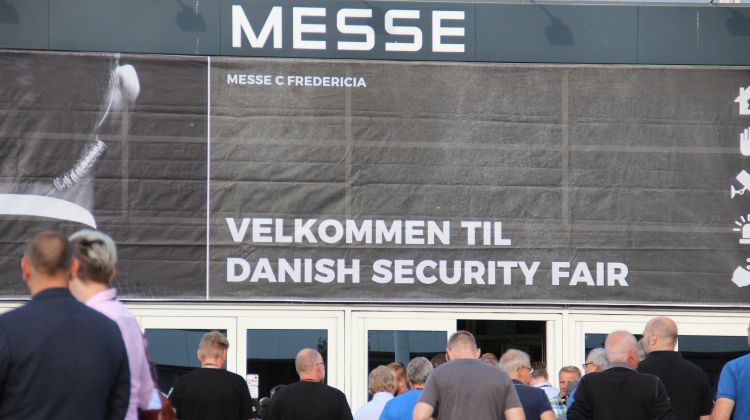 MESSE
MESSE C FREDERICIA
VELKOMMEN TIL
DANISH SECURITY FAIR